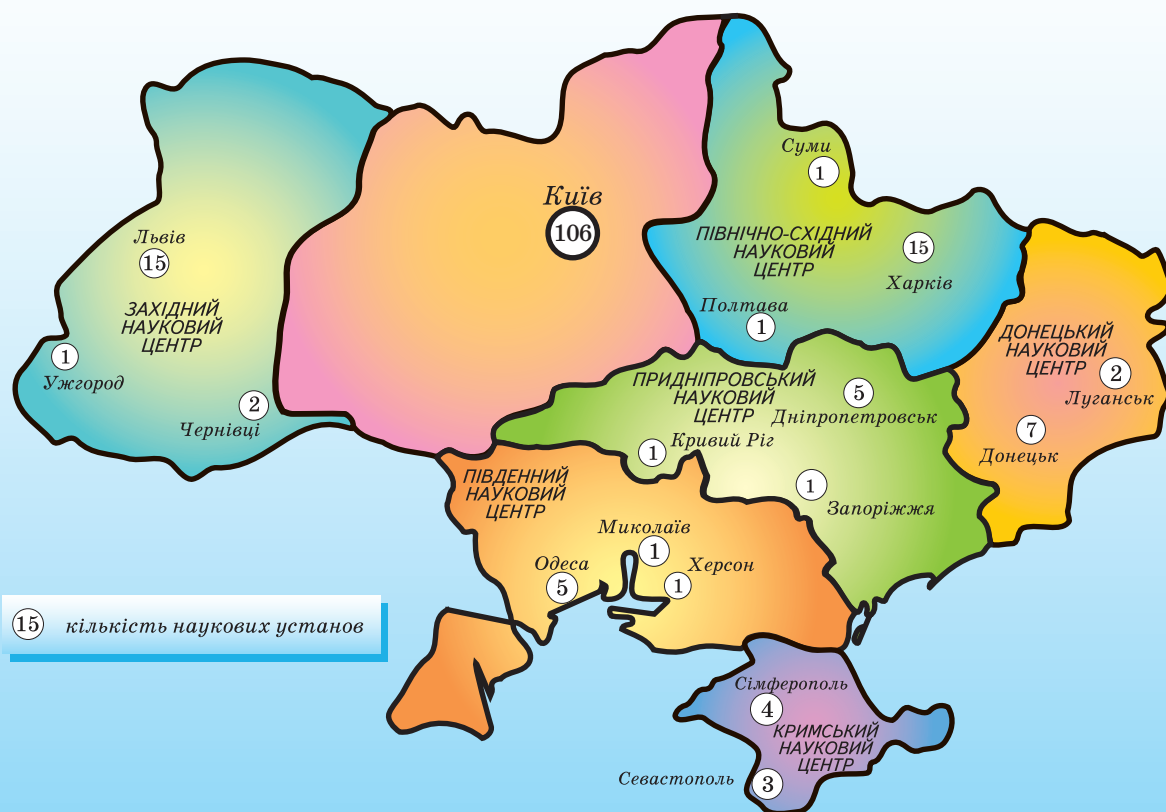 Суми
1
Київ
106
ПІВНІЧНО-СХІДНИЙ
НАУКОВИЙ
ЦЕНТР
15
Харків
Полтава
1
Львів
15
ЗАХІДНИЙ
НАУКОВИЙ
ЦЕНТР
1
Ужгород
2
Чернівці
ДОНЕЦЬКИЙ
НАУКОВИЙ
ЦЕНТР
2
Луганськ
7
Донецьк
ПРИДНІПРОВСЬКИЙ
НАУКОВИЙ
ЦЕНТР
5
Дніпропетровськ
Кривий Ріг
1
1
Запоріжжя
ПІВДЕННИЙ
НАУКОВИЙ
ЦЕНТР
Миколаїв
1
Одеса
5
Херсон
1
15 кількість наукових установ
Сімферополь
4
КРИМСЬКИЙ
НАУКОВИЙ
ЦЕНТР
Севастополь
3